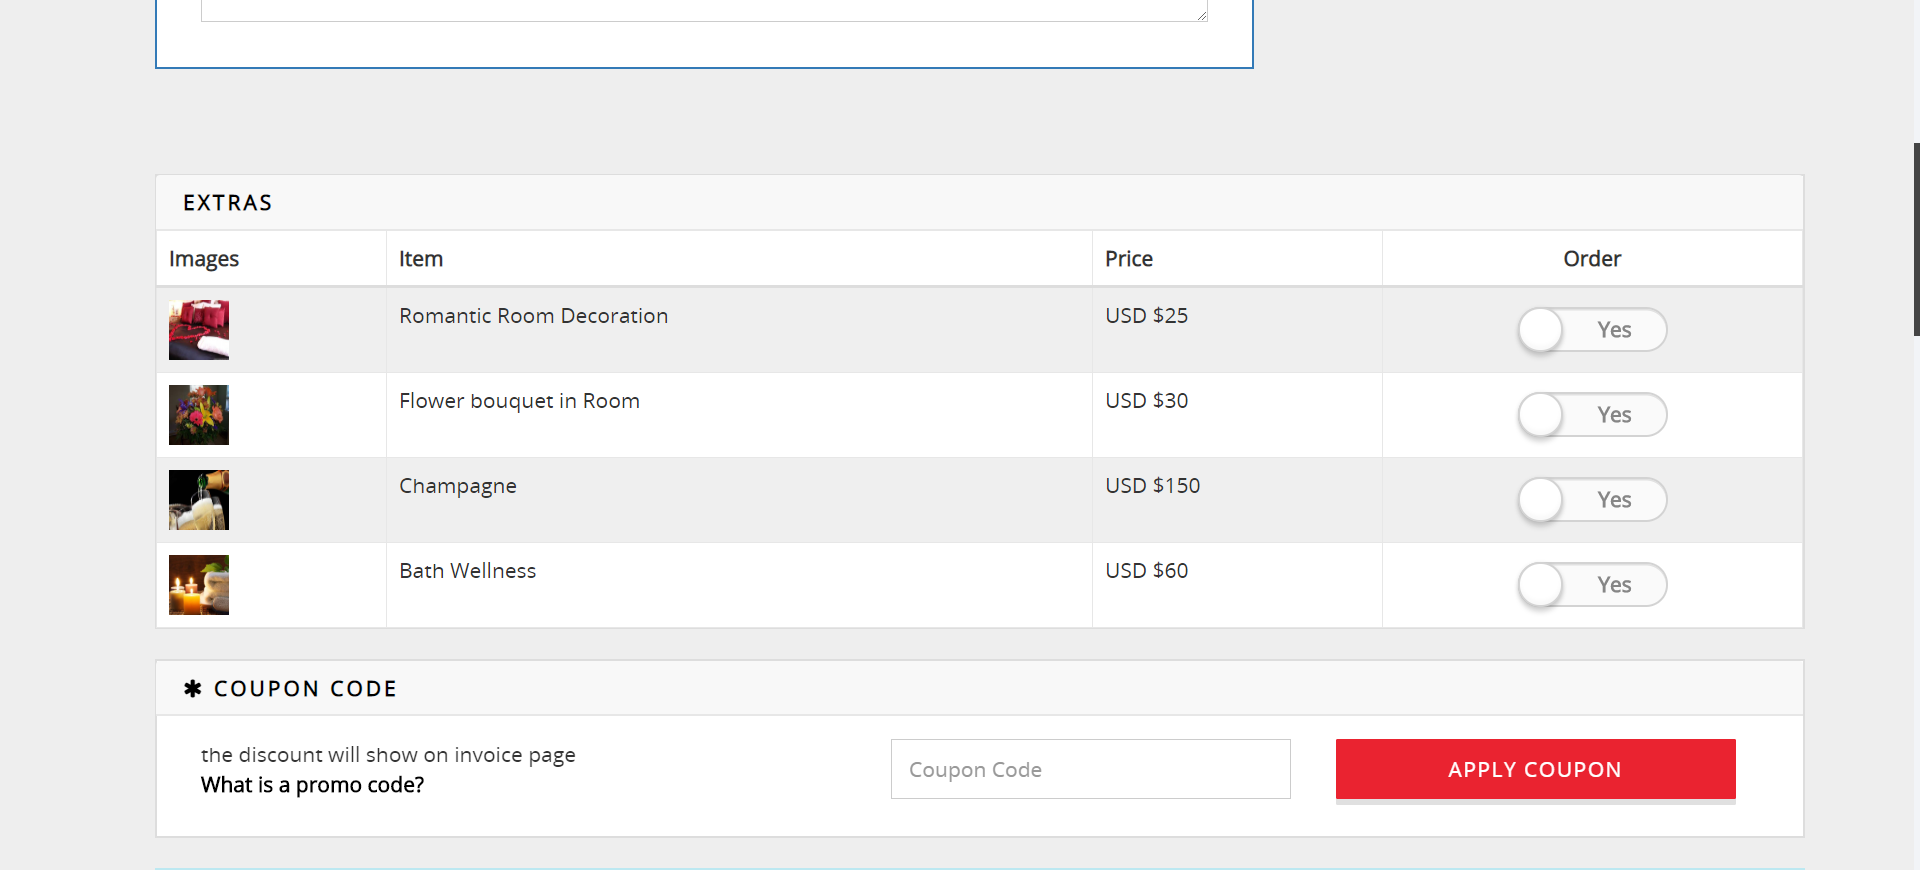 EXTRAS
Images Item Price Order
Romantic Room Decoration USD $25 Yes
Flower bouquet in Room USD $30 Yes
Champagne USD $150 Yes
Bath Wellness USD $60 Yes
✱ COUPON CODE
the discount will show on invoice page
What is a promo code?
Coupon Code
APPLY COUPON